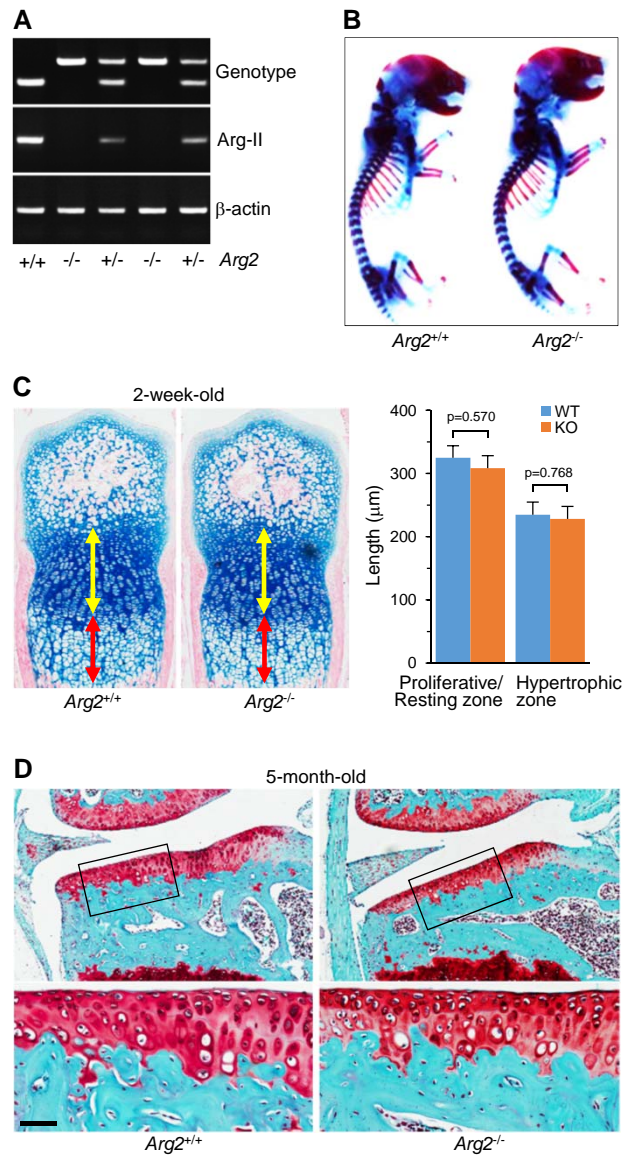 A
Genotype
Arg-II
β-actin
+/+ -/- +/- -/- +/- Arg2
B
Arg2+/+ Arg2-/-
C
2-week-old
Arg2+/+ Arg2-/-
400
300
200
100
0
Length (μm)
WT
KO
p=0.570
p=0.768
Proliferative/ Hypertrophic
Resting zone zone
D
5-month-old
Arg2+/+ Arg2-/-